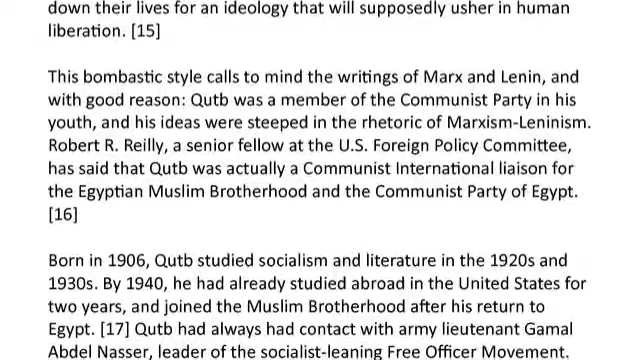 down their lives for an ideology that will supposedly usher in human
liberation. [15]
This bombastic style calls to mind the writings of Marx and Lenin, and
with good reason: Qutb was a member of the Communist Party in his
youth, and his ideas were steeped in the rhetoric of Marxism-Leninism.
Robert R. Reilly, a senior fellow at the U.S. Foreign Policy Committee,
has said that Qutb was actually a Communist International liaison for
the Egyptian Muslim Brotherhood and the Communist Party of Egypt.
[16]
Born in 1906, Qutb studied socialism and literature in the 1920s and
1930s. By 1940, he had already studied abroad in the United States for
two years, and joined the Muslim Brotherhood after his return to
Egypt. [17] Qutb had always had contact with army lieutenant Gamal
Abdel Nasser, leader of the socialist-leaning Free Officer Movement.